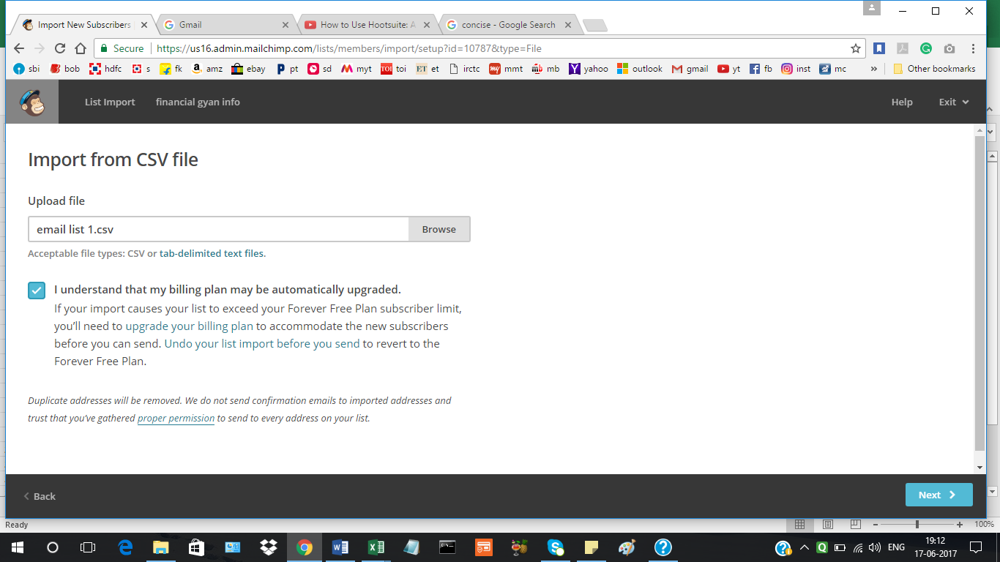 Import New Subscribers
Gmail
How to Use Hootsuite: A
concise - Google Search
Secure
https://us16.admin.mailchimp.com/lists/members/import/setup?id=10787&type=File
sbi bob hdfc s fk amz ebay pt sd myt toi et irctc mmt mb yahoo outlook gmail yt fb inst mc » Other bookmarks
List Import financial gyan info Help Exit
Import from CSV file
Upload file
email list 1.csv Browse
Acceptable file types: CSV or tab-delimited text files.
I understand that my billing plan may be automatically upgraded.
If your import causes your list to exceed your Forever Free Plan subscriber limit,
you'll need to upgrade your billing plan to accommodate the new subscribers
before you can send. Undo your list import before you send to revert to the
Forever Free Plan.
Duplicate addresses will be removed. We do not send confirmation emails to imported addresses and
trust that you've gathered proper permission to send to every address on your list.
Back Next
Ready 100%
ENG 19:12
17-06-2017